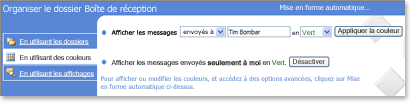 Organiser le dossier Boîte de réception
Mise en forme automatique...
En utilisant les dossiers
En utilisant des couleurs
En utilisant les affichages
Afficher les messages envoyés à Tim Bombar en Vert Appliquer la couleur
Afficher les messages envoyés seulement à moi en Vert. Désactiver
Pour afficher ou modifier les couleurs, et accédez à des options avancées, cliquez sur Mise
en forme automatique ci-dessus.